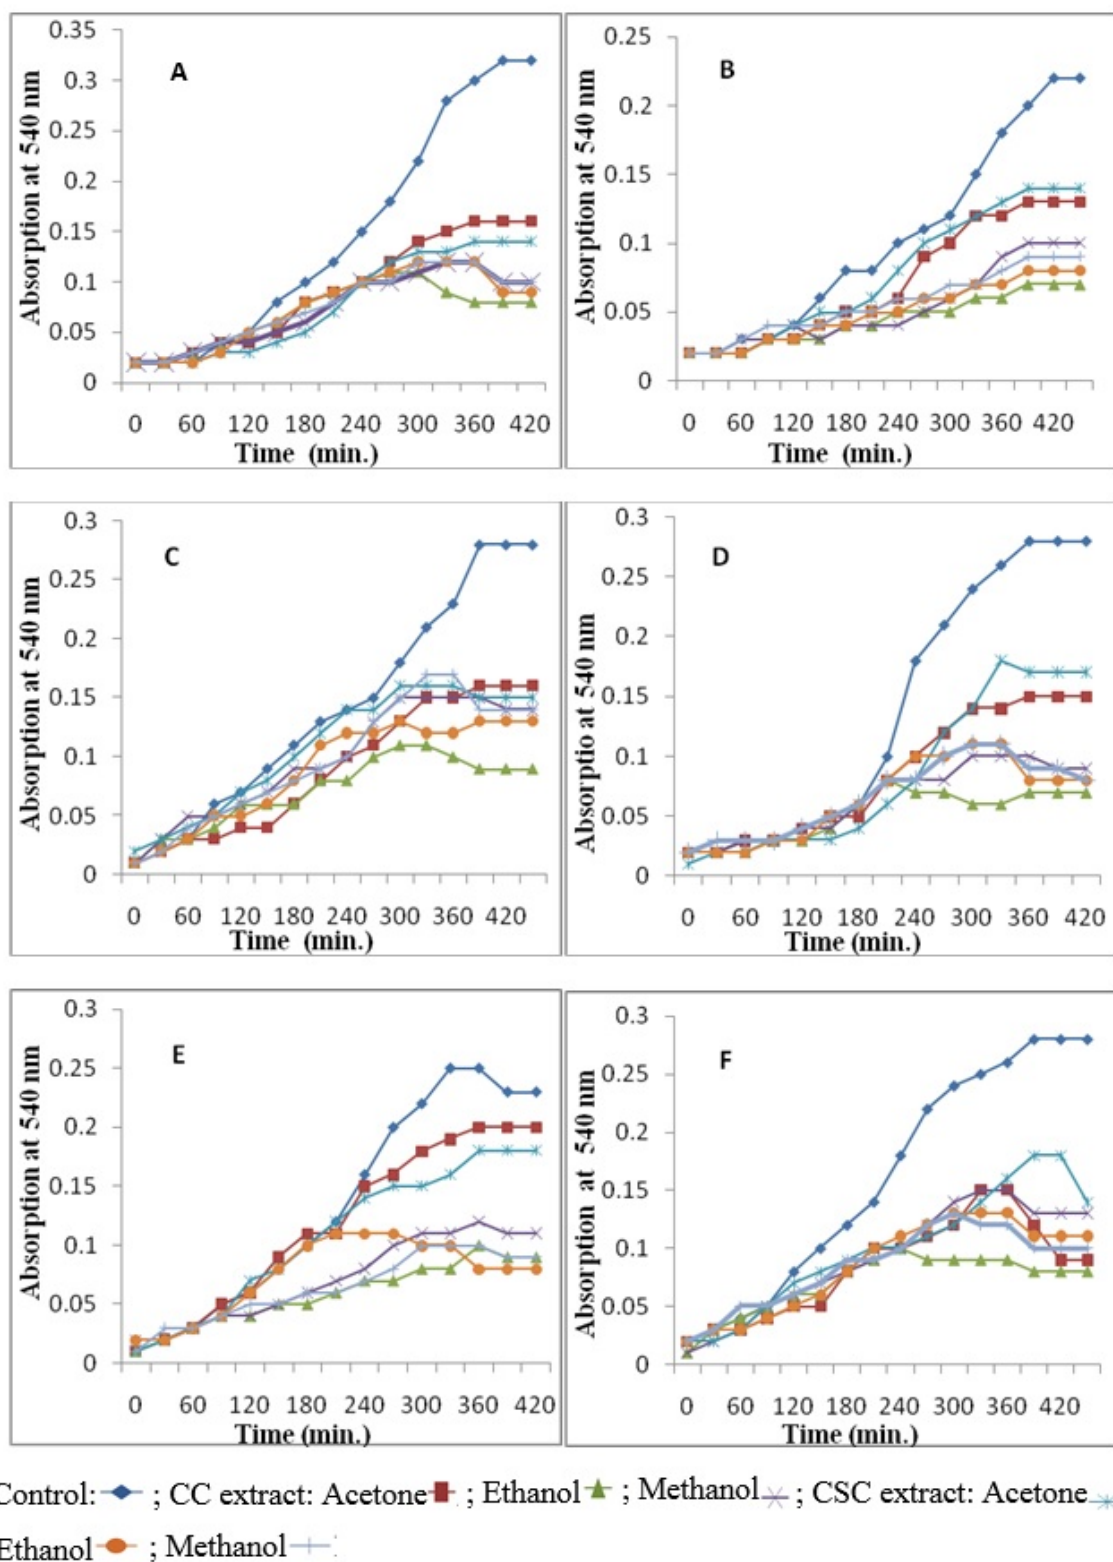 0.35
0.3
0.25
0.2
0.15
0.1
0.05
0
A
Absorption at 540 nm
0 60 120 180 240 300 360 420
Time (min.)
0.25
0.2
0.15
0.1
0.05
0
B
Absorption at 540 nm
0 60 120 180 240 300 360 420
Time (min.)
0.3
0.25
0.2
0.15
0.1
0.05
0
C
Absorption at 540 nm
0 60 120 180 240 300 360 420
Time (min.)
0.3
0.25
0.2
0.15
0.1
0.05
0
D
Absorptio at 540 nm
0 60 120 180 240 300 360 420
Time (min.)
0.3
0.25
0.2
0.15
0.1
0.05
0
E
Absorption at 540 nm
0 60 120 180 240 300 360 420
Time (min.)
0.3
0.25
0.2
0.15
0.1
0.05
0
F
Absorption at 540 nm
0 60 120 180 240 300 360 420
Time (min.)
Control: ; CC extract: Acetone ; Ethanol ; Methanol ; CSC extract: Acetone
Ethanol ; Methanol